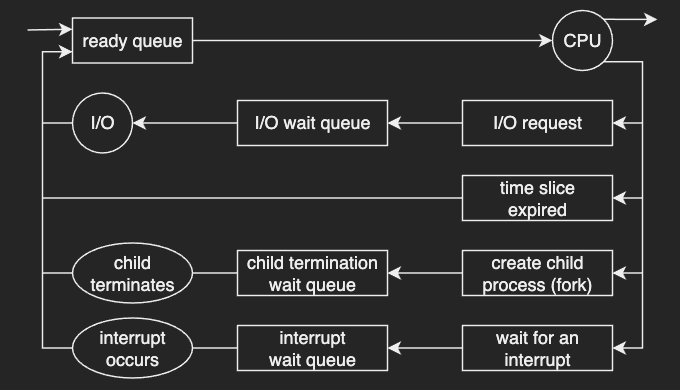 ready queue
CPU
I/O
I/O wait queue
I/O request
time slice
expired
child
terminates
child termination
wait queue
create child
process (fork)
interrupt
occurs
interrupt
wait queue
wait for an
interrupt